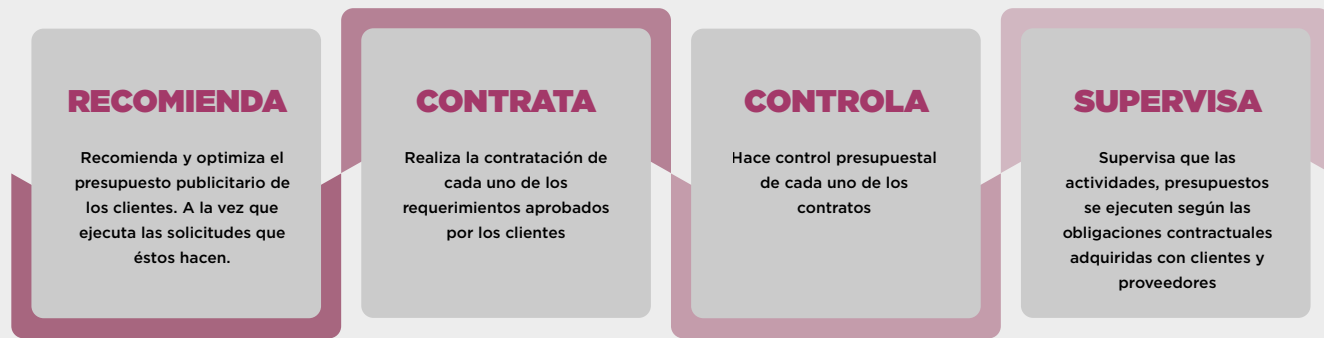 RECOMIENDA
Recomienda y optimiza el
presupuesto publicitario de
los clientes. A la vez que
ejecuta las solicitudes que
éstos hacen.
CONTRATA
Realiza la contratación de
cada uno de los
requerimientos aprobados
por los clientes
CONTROLA
Hace control presupuestal
de cada uno de los
contratos
SUPERVISA
Supervisa que las
actividades, presupuestos
se ejecuten según las
obligaciones contractuales
adquiridas con clientes y
proveedores